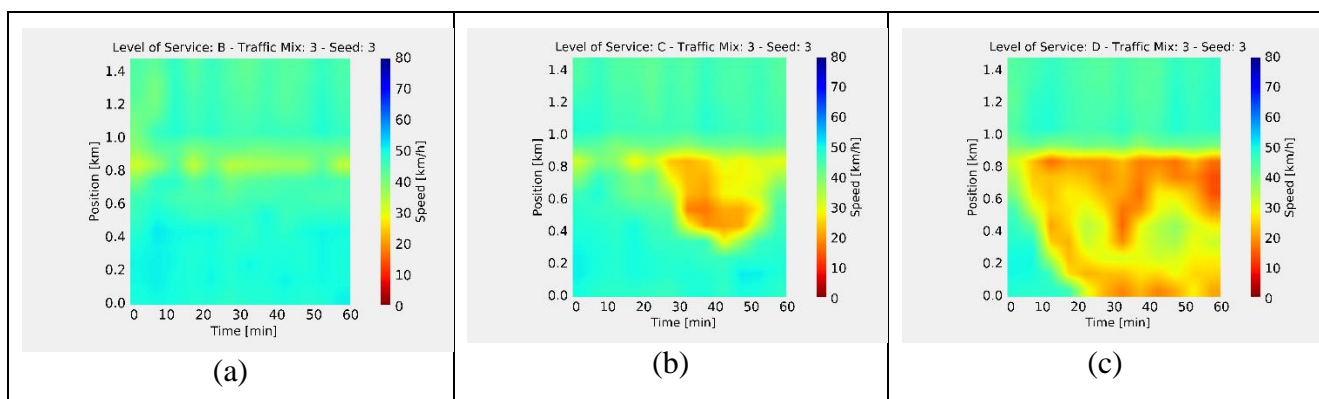 Level of Service: B - Traffic Mix: 3 - Seed: 3
1.4
1.2
1.0
0.8
0.6
0.4
0.2
0.0
Position [km]
0 10 20 30 40 50 60
Time [min]
80
70
60
50
40
30
20
10
0
Speed [km/h]
(a)
Level of Service: C - Traffic Mix: 3 - Seed: 3
1.4
1.2
1.0
0.8
0.6
0.4
0.2
0.0
Position [km]
0 10 20 30 40 50 60
Time [min]
80
70
60
50
40
30
20
10
0
Speed [km/h]
(b)
Level of Service: D - Traffic Mix: 3 - Seed: 3
1.4
1.2
1.0
0.8
0.6
0.4
0.2
0.0
Position [km]
0 10 20 30 40 50 60
Time [min]
80
70
60
50
40
30
20
10
0
Speed [km/h]
(c)